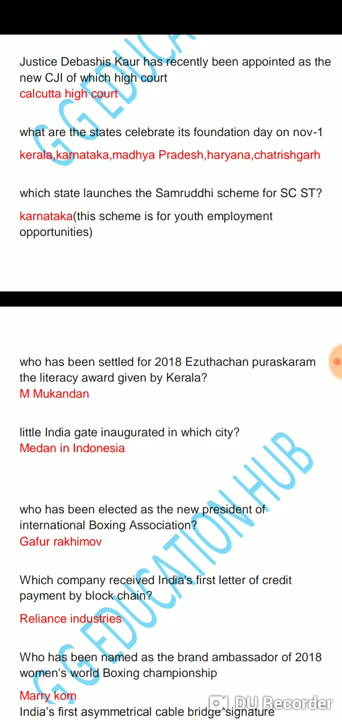 Justice Debashis Kaur has recently been appointed as the
new CJI of which high court
calcutta high court
what are the states celebrate its foundation day on nov-1
kerala,karnataka,madhya Pradesh,haryana,chatrishgarh
which state launches the Samruddhi scheme for SC ST?
karnataka(this scheme is for youth employment
opportunities)
who has been settled for 2018 Ezuthachan puraskaram
the literacy award given by Kerala?
M Mukandan
little India gate inaugurated in which city?
Medan in Indonesia
who has been elected as the new president of
international Boxing Association?
Gafur rakhimov
Which company received India's first letter of credit
payment by block chain?
Reliance industries
Who has been named as the brand ambassador of 2018
women's world Boxing championship
Marry kom
India's first asymmetrical cable bridge"signature
G G EDUCATION
G G EDUCATION HUB
DU Recorder